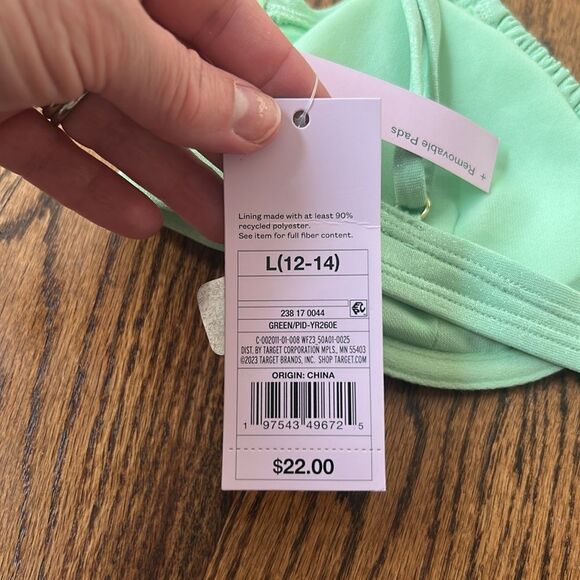 + Removable Pads
Lining made with at least 90%
recycled polyester.
See item for full fiber content.
L(12-14)
238 17 0044
GREEN/PID-YR260E
C-002011-01-008 WF23_50A01-0025
DIST. BY TARGET CORPORATION MPLS., MN 55403
©2023 TARGET BRANDS, INC. SHOP TARGET.COM
ORIGIN: CHINA
1 97543 49672 5
$22.00